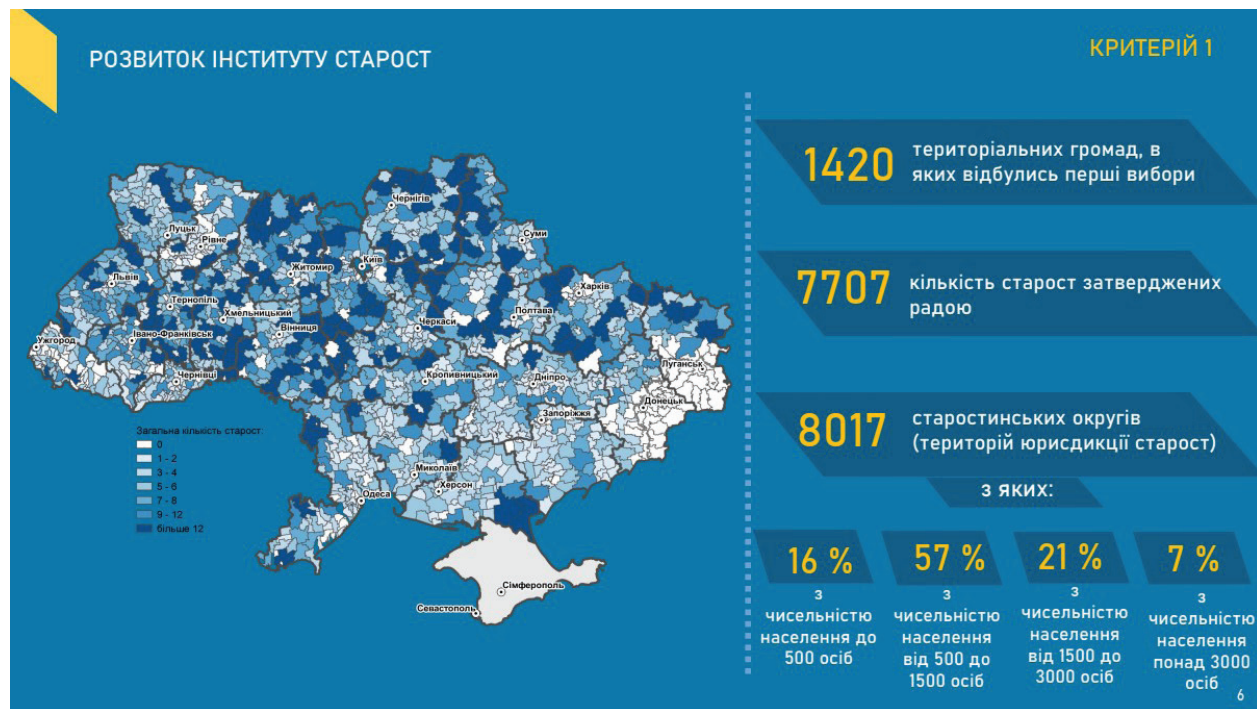 РОЗВИТОК ІНСТИТУТУ СТАРОСТ
КРИТЕРІЙ 1
Чернігів
Луцьк
Рівне
Суми
Київ
Житомир
Львів
Харків
Тернопіль
Хмельницький
Полтава
Вінниця
Черкаси
Івано-Франківськ
Ужгород
Чернівці
Кропивницький
Дніпро
Луганськ
Донецьк
Запоріжжя
Миколаїв
Херсон
Одеса
Сімферополь
Севастополь
Загальна кількість старост
0
1 - 2
3 - 4
5 - 6
7 - 8
9 - 12
більше 12
1420
територіальних громад, в
яких відбулись перші вибори
7707
кількість старост затверджених
радою
8017
старостинських округів
(територій юрисдикції старост)
з яких:
16 %
з
чисельністю
населення до
500 осіб
57 %
з
чисельністю
населення
від 500 до
1500 осіб
21 %
з
чисельністю
населення
від 1500 до
3000 осіб
7 %
з
чисельністю
населення
понад 3000
осіб
6